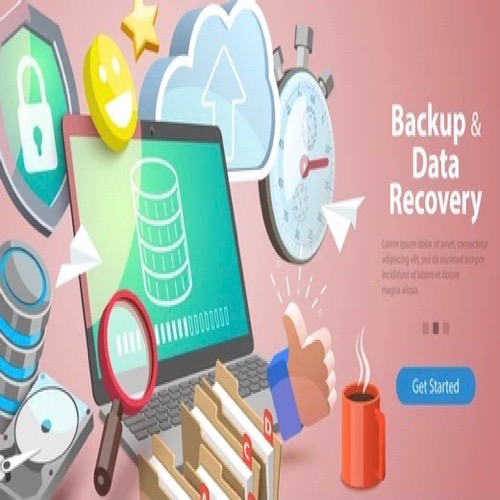 Backup &
Data
Recovery
Lorem ipsum dolor sit amet, consectetur
adipiscing elit, sed do eiusmod tempor
incididunt ut labore et dolore
magna aliqua.
Get Started
D
C
A